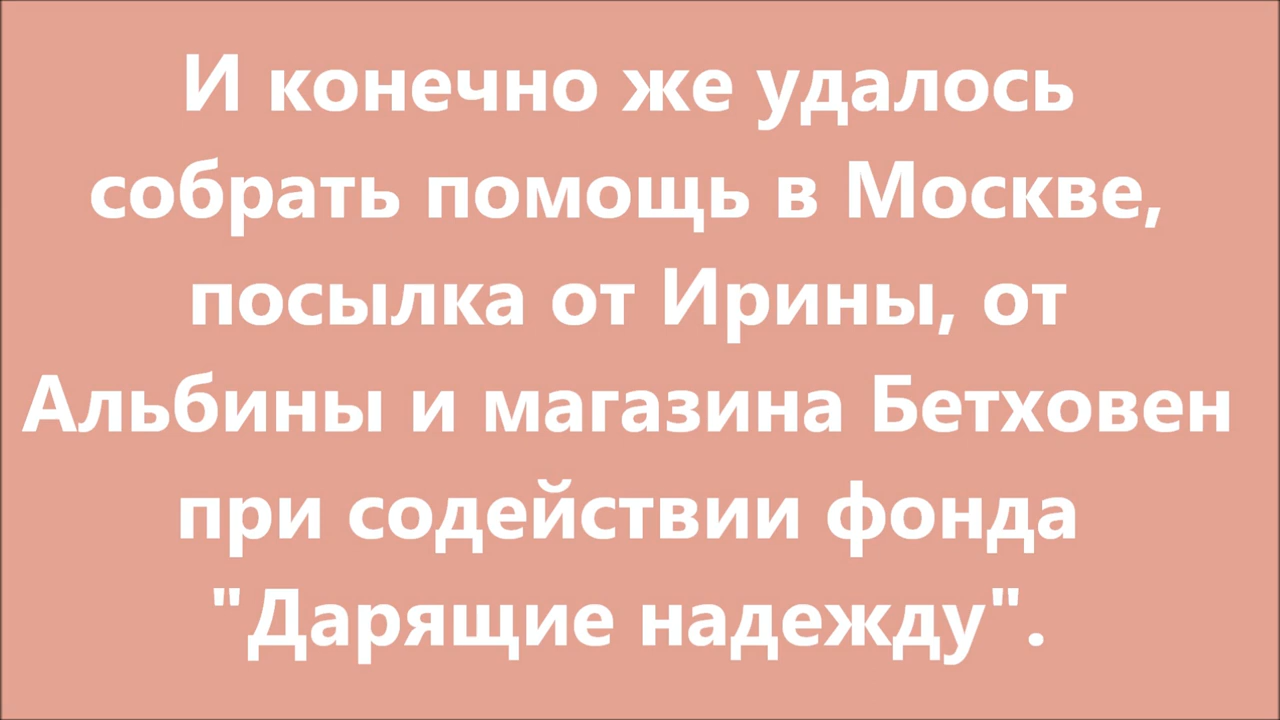 И конечно же удалось
собрать помощь в Москве,
посылка от Ирины, от
Альбины и магазина Бетховен
при содействии фонда
"Дарящие надежду".